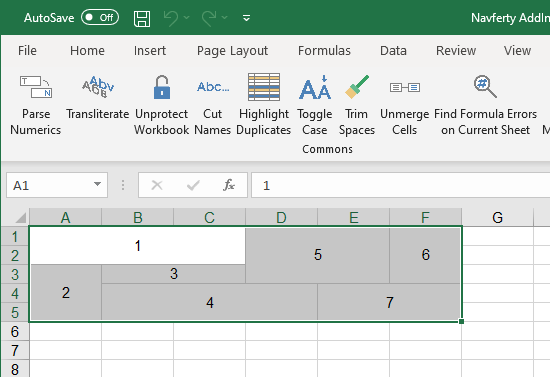 AutoSave Off Navferty AddIn
File Home Insert Page Layout Formulas Data Review View
Parse Transliterate Unprotect Cut Highlight Toggle Trim Unmerge Find Formula Errors
Numerics Workbook Names Duplicates Case Spaces Cells on Current Sheet
Commons
A1 fx 1
A B C D E F G
1
2
3
4
5
6
7
8
1
5
6
3
2
4
7